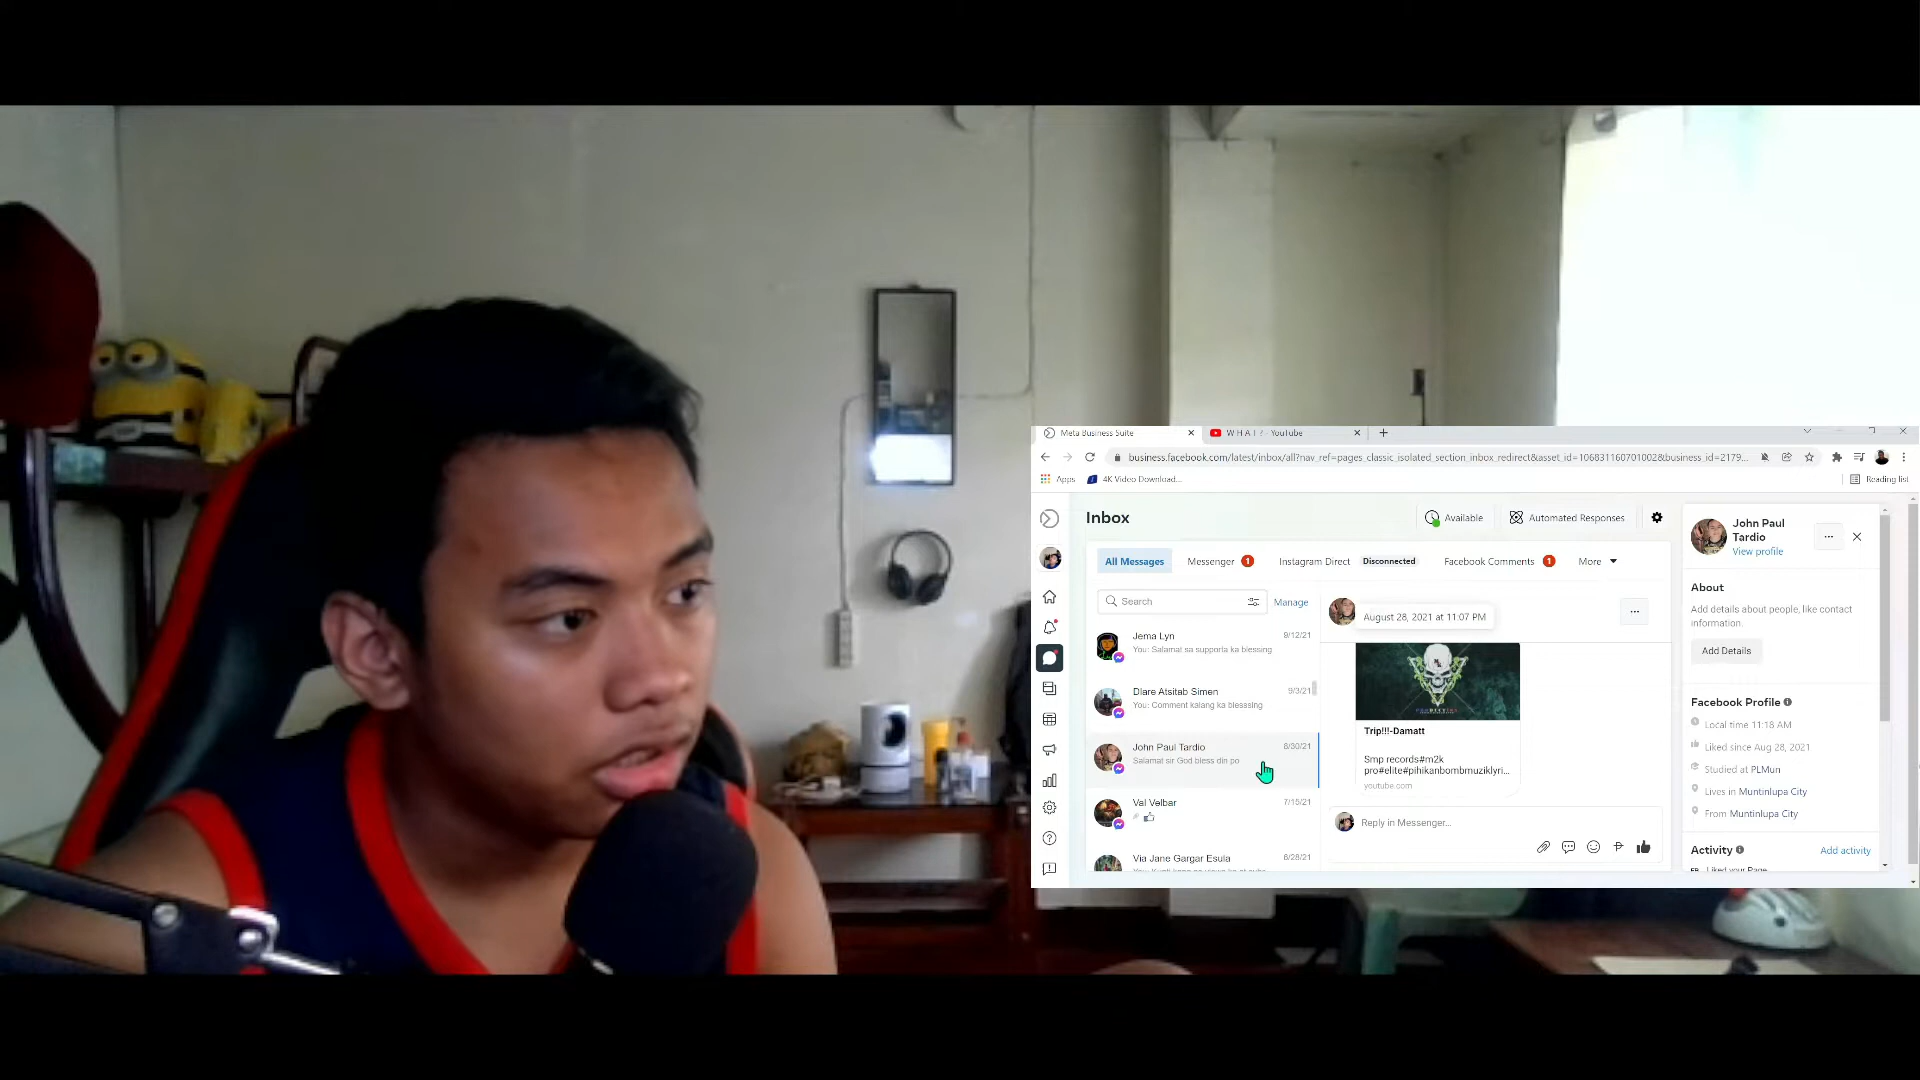 Meta Business Suite
W H A T ? - YouTube
business.facebook.com/latest/inbox/all?nav_ref=pages_classic_isolated_section_inbox_redirect&asset_id=106831160701002&business_id=2179...
Apps
4K Video Download...
Reading list
Inbox
Available
Automated Responses
All Messages
Messenger 1
Instagram Direct Disconnected
Facebook Comments 1
More
Search
Manage
Jema Lyn 9/12/21
You: Salamat sa supporta ka blessing
Dlare Atsitab Simen 9/3/21
You: Comment kalang ka blesssing
John Paul Tardio 8/30/21
Salamat sir God bless din po
Val Velbar 7/15/21
Via Jane Gargar Esula 6/28/21
August 28, 2021 at 11:07 PM
Trip!!!-Damatt
Smp records#m2k
pro#elite#pihikanbombmuziklyri...
youtube.com
Reply in Messenger...
John Paul
Tardio
View profile
About
Add details about people, like contact
information.
Add Details
Facebook Profile
Local time 11:18 AM
Liked since Aug 28, 2021
Studied at PLMun
Lives in Muntinlupa City
From Muntinlupa City
Activity
Add activity
Liked your Page